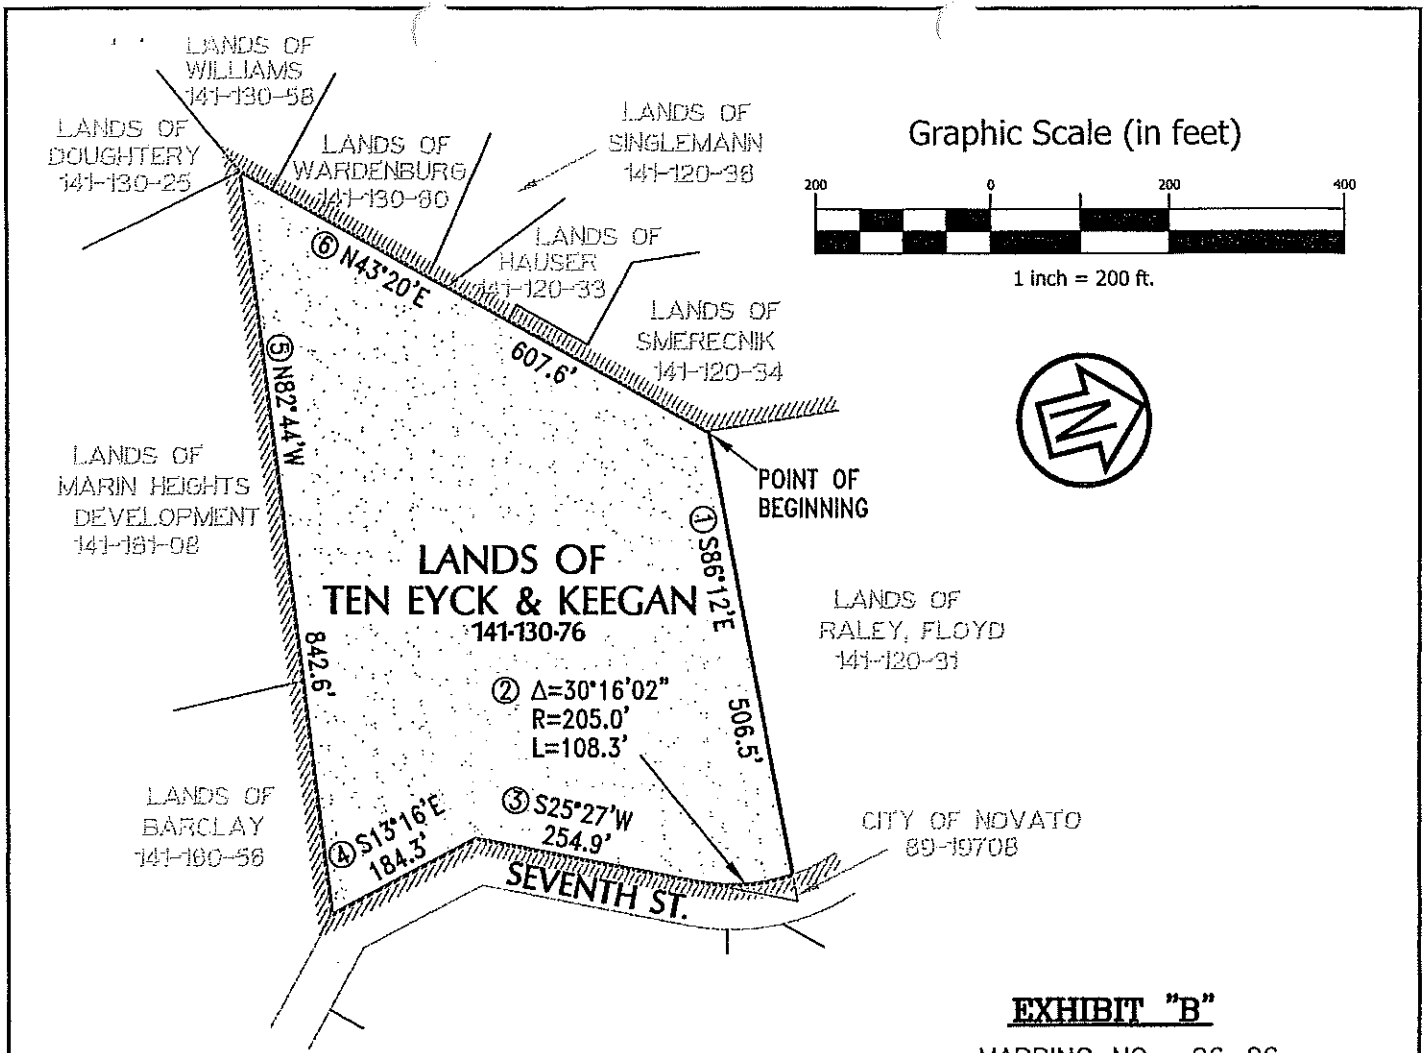 LANDS OF
WILLIAMS
141-130-58
LANDS OF
DOUGHTERY
141-130-25
LANDS OF
WARDENBURG
141-130-80
LANDS OF
SINGLEMANN
141-120-38
LANDS OF
HAUSER
141-120-33
LANDS OF
SMERECNIK
141-120-34
Graphic Scale (in feet)
200 0 200 400
1 inch = 200 ft.
N
⑥ N43°20'E
607.6'
⑤ N82°44'W
842.6'
POINT OF
BEGINNING
LANDS OF
MARIN HEIGHTS
DEVELOPMENT
141-161-08
LANDS OF
TEN EYCK & KEEGAN
141-130-76
① S86°12'E
506.5'
LANDS OF
RALEY, FLOYD
141-120-31
② Δ=30°16'02"
R=205.0'
L=108.3'
③ S25°27'W
254.9'
④ S13°16'E
184.3'
LANDS OF
BARCLAY
141-160-56
SEVENTH ST.
CITY OF NOVATO
89-19708
EXHIBIT "B"